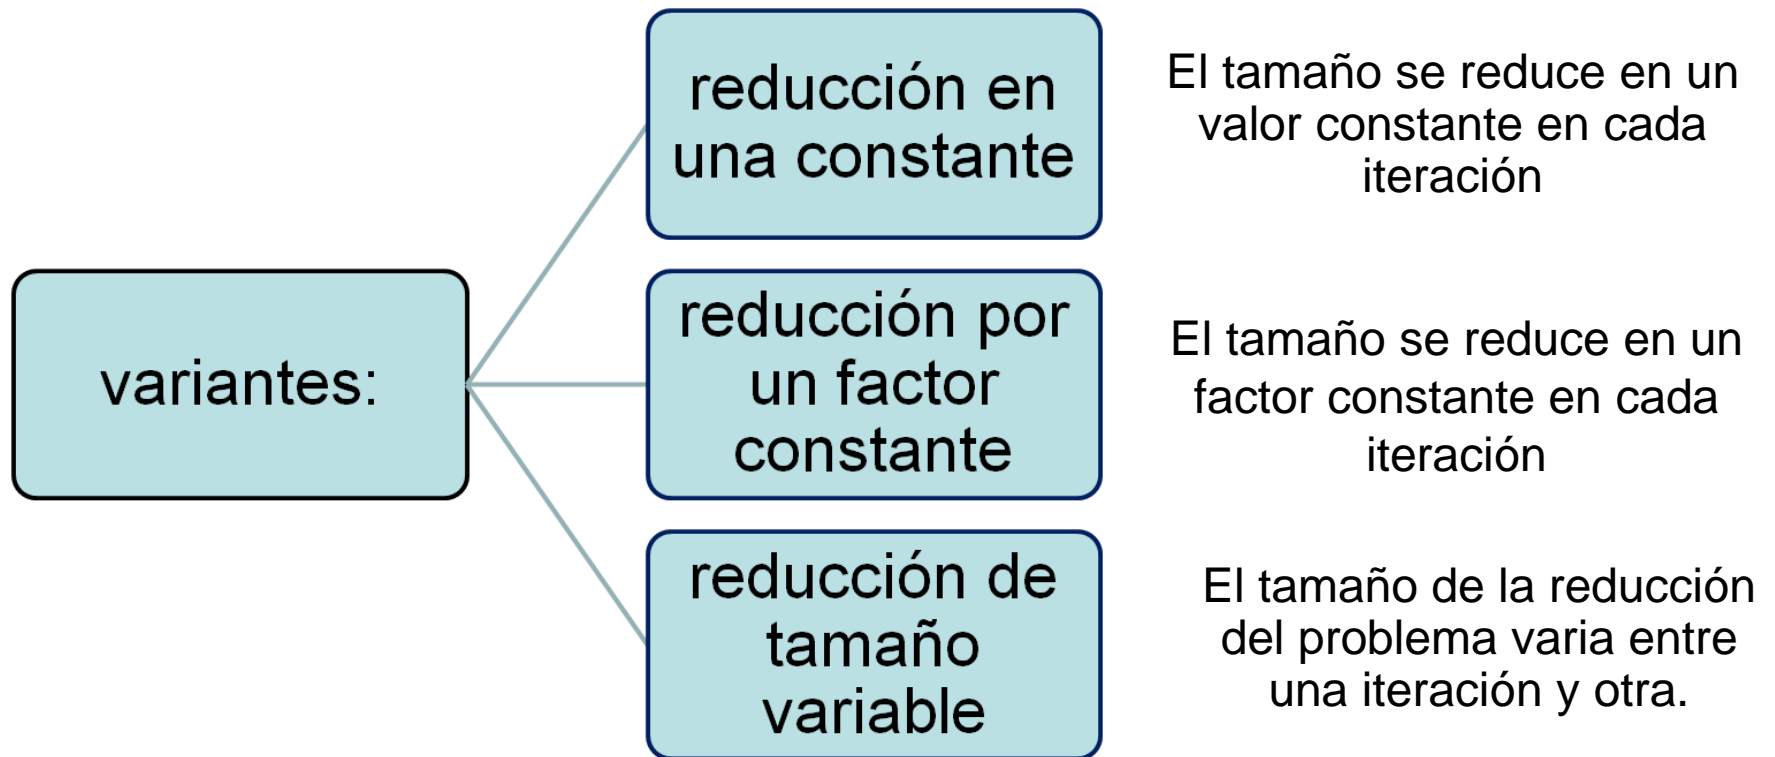 variantes:
reducción en
una constante
El tamaño se reduce en un
valor constante en cada
iteración
reducción por
un factor
constante
El tamaño se reduce en un
factor constante en cada
iteración
reducción de
tamaño
variable
El tamaño de la reducción
del problema varia entre
una iteración y otra.